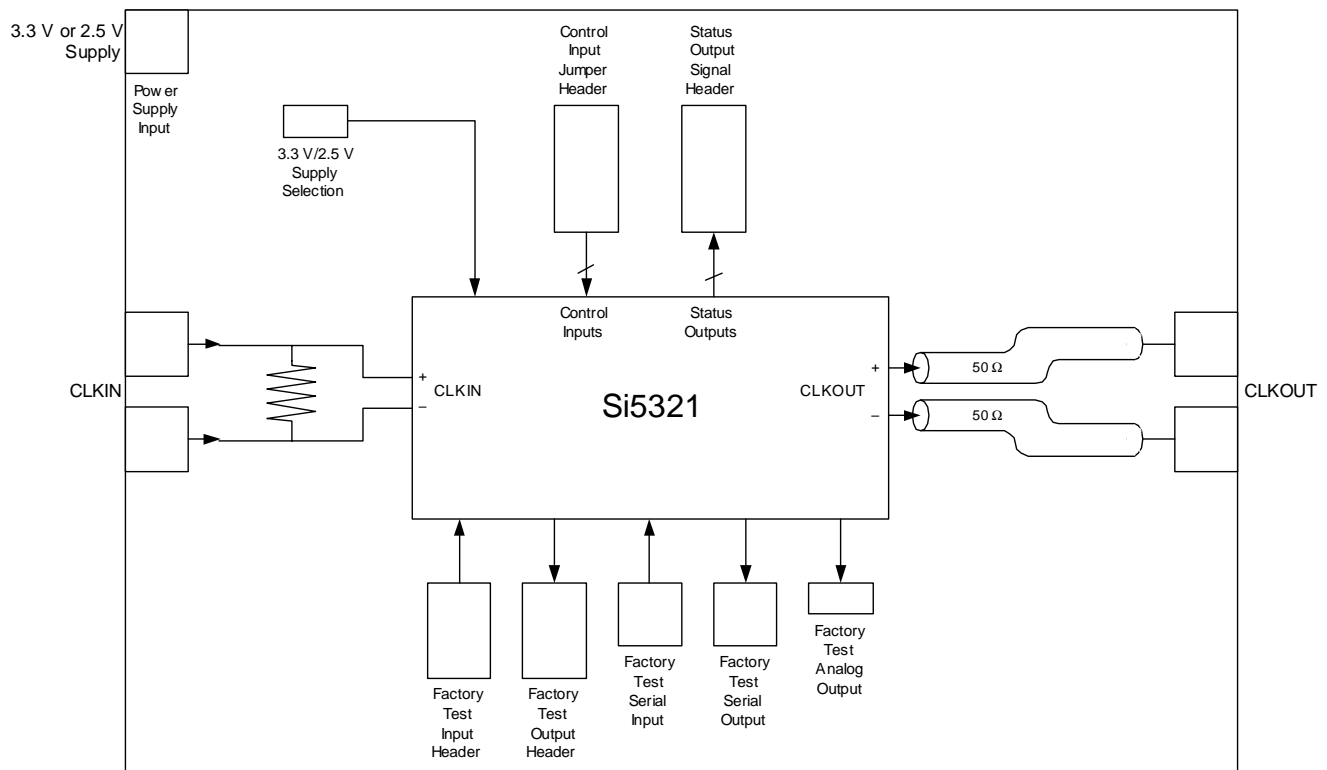 3.3 V or 2.5 V
Supply
Power
Supply
Input
3.3 V/2.5 V
Supply
Selection
Control
Input
Jumper
Header
Status
Output
Signal
Header
Control
Inputs
Status
Outputs
CLKIN
+
CLKIN
–
Si5321
+
CLKOUT
–
50 Ω
50 Ω
CLKOUT
Factory
Test
Input
Header
Factory
Test
Output
Header
Factory
Test
Serial
Input
Factory
Test
Serial
Output
Factory
Test
Analog
Output